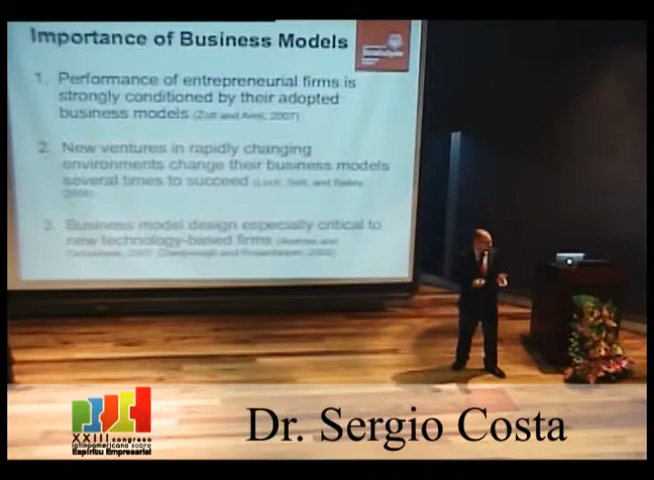 Importance of Business Models
1. Performance of entrepreneurial firms is
strongly conditioned by their adopted
business models (Zott and Amit, 2007)
2. New ventures in rapidly changing
environments change their business models
several times to succeed
3. Business model design especially critical to
new technology-based firms
XXIII congreso
latinoamericano sobre
Espíritu Empresarial
Dr. Sergio Costa